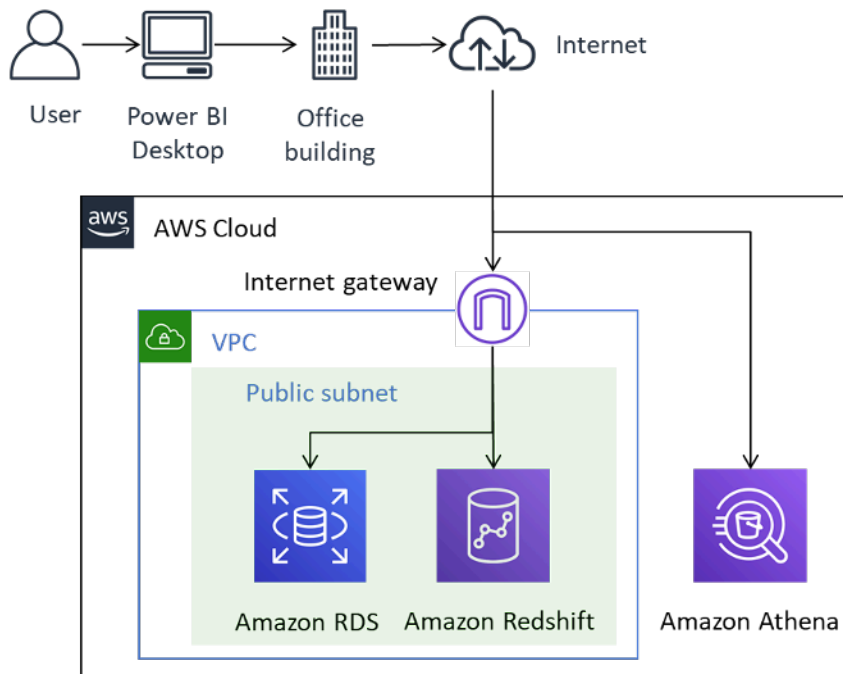 Internet
User
Power BI
Desktop
Office
building
aws
AWS Cloud
Internet gateway
VPC
Public subnet
Amazon RDS
Amazon Redshift
Amazon Athena